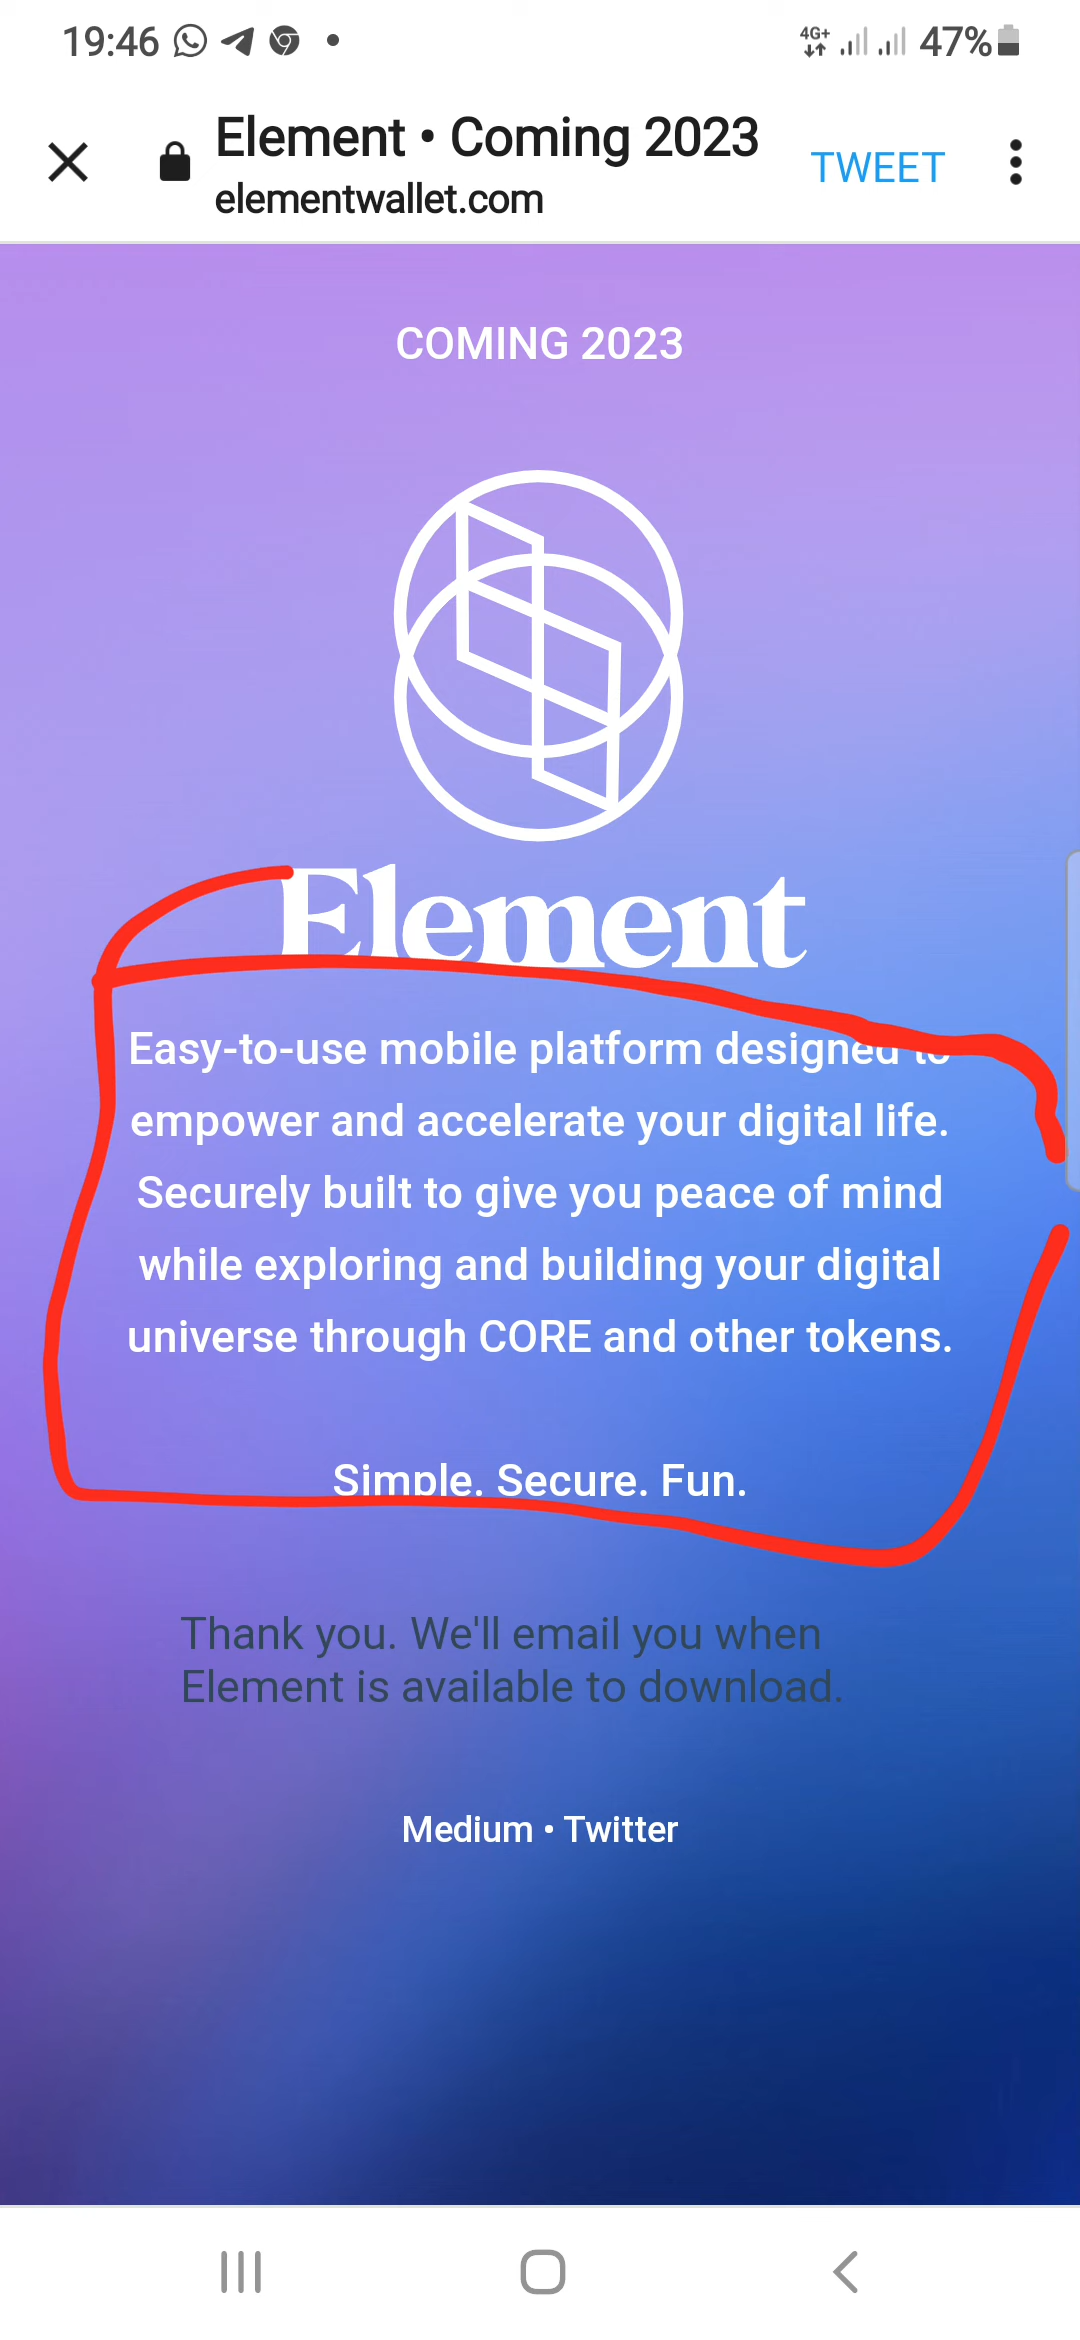 19:46
4G+ 47%
Element • Coming 2023
elementwallet.com
TWEET
COMING 2023
Element
Easy-to-use mobile platform designed to
empower and accelerate your digital life.
Securely built to give you peace of mind
while exploring and building your digital
universe through CORE and other tokens.
Simple. Secure. Fun.
Thank you. We'll email you when
Element is available to download.
Medium • Twitter